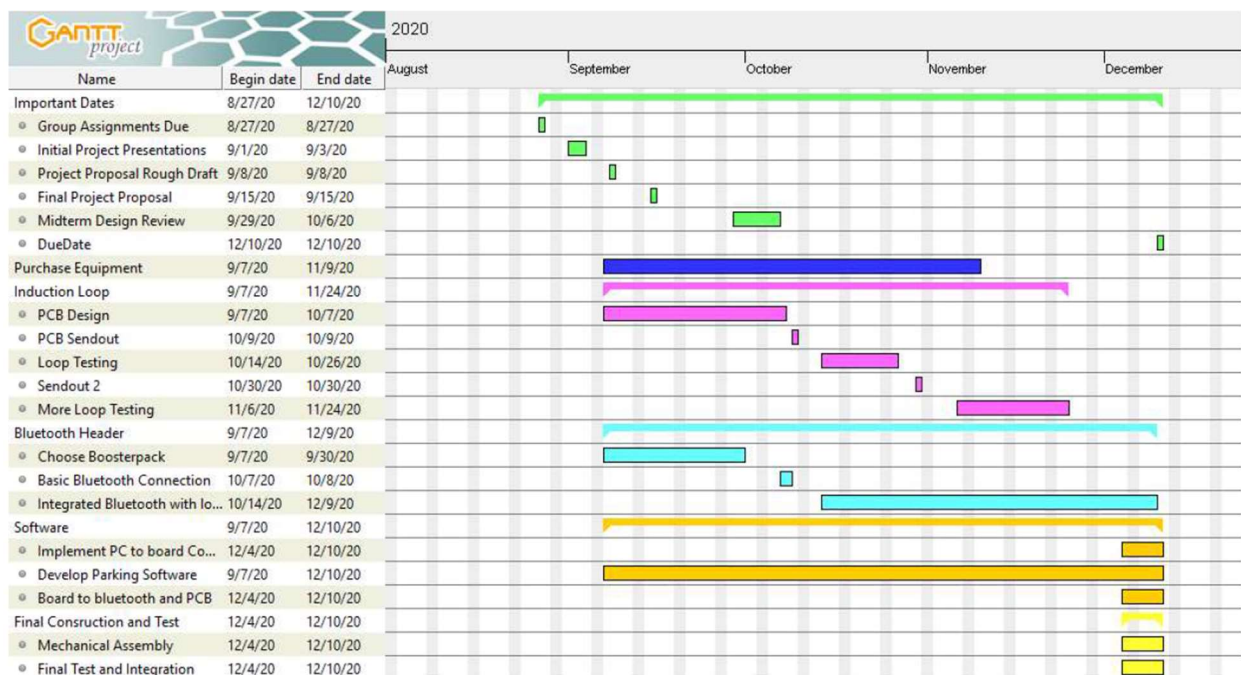 GANTT
project
2020
August September October November December
Name Begin date End date
Important Dates 8/27/20 12/10/20
Group Assignments Due 8/27/20 8/27/20
Initial Project Presentations 9/1/20 9/3/20
Project Proposal Rough Draft 9/8/20 9/8/20
Final Project Proposal 9/15/20 9/15/20
Midterm Design Review 9/29/20 10/6/20
DueDate 12/10/20 12/10/20
Purchase Equipment 9/7/20 11/9/20
Induction Loop 9/7/20 11/24/20
PCB Design 9/7/20 10/7/20
PCB Sendout 10/9/20 10/9/20
Loop Testing 10/14/20 10/26/20
Sendout 2 10/30/20 10/30/20
More Loop Testing 11/6/20 11/24/20
Bluetooth Header 9/7/20 12/9/20
Choose Boosterpack 9/7/20 9/30/20
Basic Bluetooth Connection 10/7/20 10/8/20
Integrated Bluetooth with lo... 10/14/20 12/9/20
Software 9/7/20 12/10/20
Implement PC to board Co... 12/4/20 12/10/20
Develop Parking Software 9/7/20 12/10/20
Board to bluetooth and PCB 12/4/20 12/10/20
Final Consruction and Test 12/4/20 12/10/20
Mechanical Assembly 12/4/20 12/10/20
Final Test and Integration 12/4/20 12/10/20